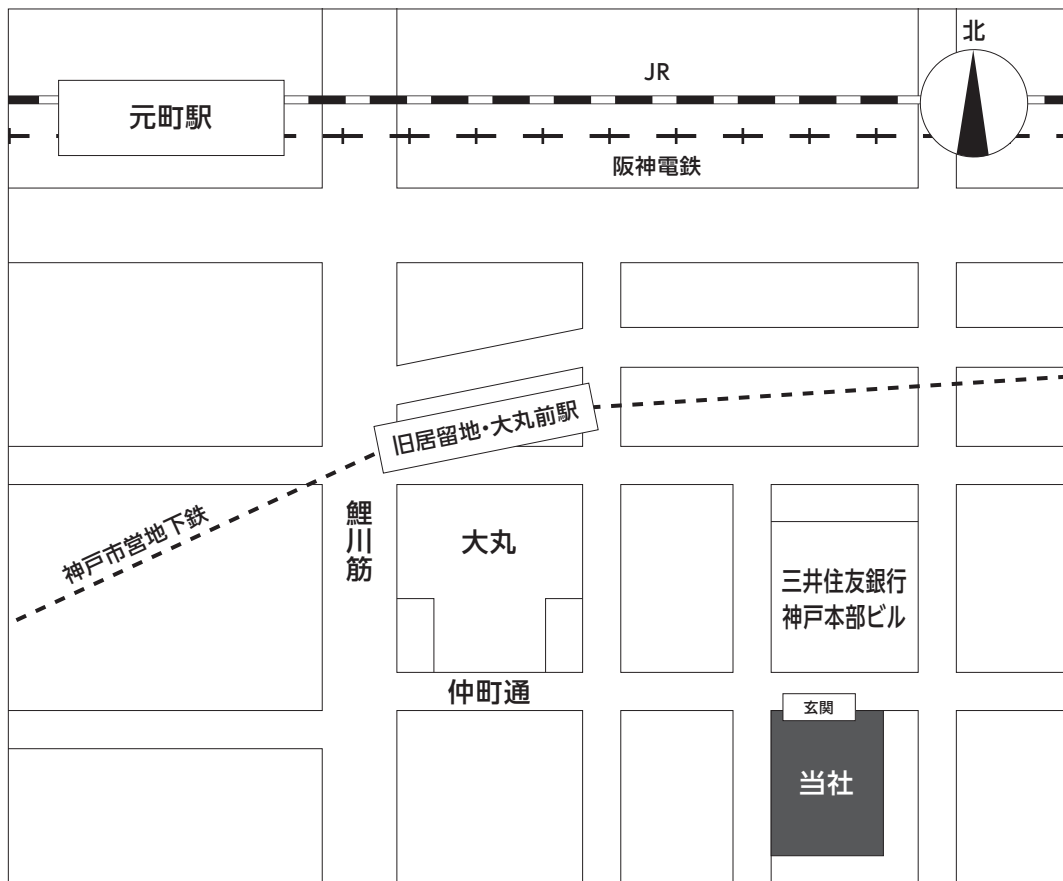 北
JR
元町駅
阪神電鉄
旧居留地・大丸前駅
神戸市営地下鉄
鯉川筋
大丸
三井住友銀行
神戸本部ビル
仲町通
玄関
当社